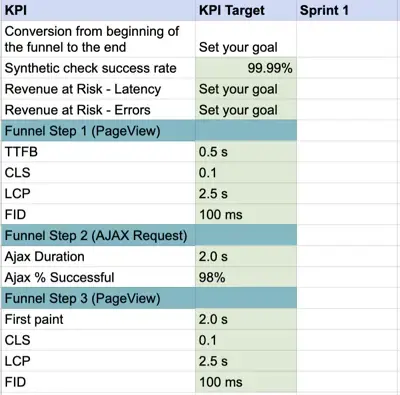 KPI KPI Target Sprint 1
Conversion from beginning of
the funnel to the end Set your goal
Synthetic check success rate 99.99%
Revenue at Risk - Latency Set your goal
Revenue at Risk - Errors Set your goal
Funnel Step 1 (PageView)
TTFB 0.5 s
CLS 0.1
LCP 2.5 s
FID 100 ms
Funnel Step 2 (AJAX Request)
Ajax Duration 2.0 s
Ajax % Successful 98%
Funnel Step 3 (PageView)
First paint 2.0 s
CLS 0.1
LCP 2.5 s
FID 100 ms